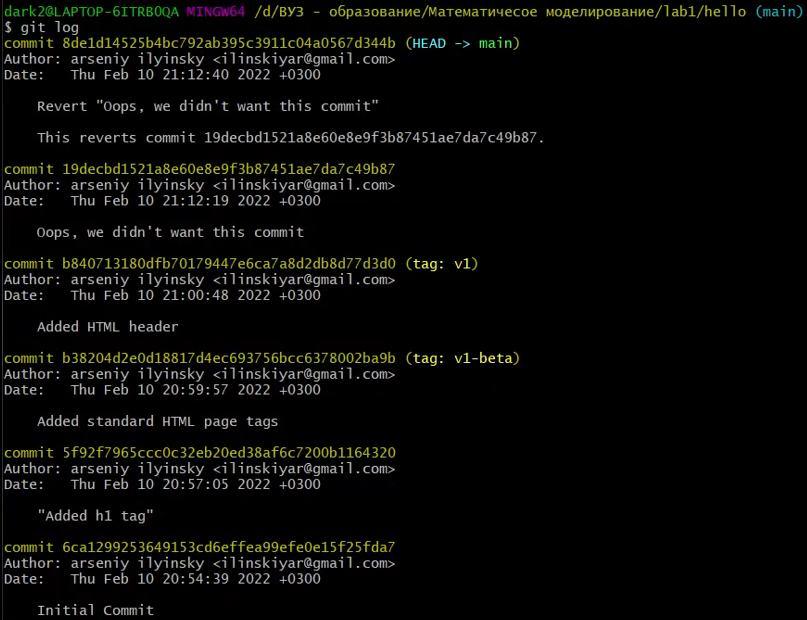 dark2@LAPTOP-6ITRB0QA MINGW64 /d/ВУЗ - образование/Математичесое моделирование/lab1/hello (main)
$ git log
commit 8de1d14525b4bc792ab395c3911c04a0567d344b (HEAD -> main)
Author: arseniy ilyinsky <ilinskiyar@gmail.com>
Date:   Thu Feb 10 21:12:40 2022 +0300
    Revert "Oops, we didn't want this commit"
    This reverts commit 19decbd1521a8e60e8e9f3b87451ae7da7c49b87.
commit 19decbd1521a8e60e8e9f3b87451ae7da7c49b87
Author: arseniy ilyinsky <ilinskiyar@gmail.com>
Date:   Thu Feb 10 21:12:19 2022 +0300
    Oops, we didn't want this commit
commit b840713180dfb70179447e6ca7a8d2db8d77d3d0 (tag: v1)
Author: arseniy ilyinsky <ilinskiyar@gmail.com>
Date:   Thu Feb 10 21:00:48 2022 +0300
    Added HTML header
commit b38204d2e0d18817d4ec693756bcc6378002ba9b (tag: v1-beta)
Author: arseniy ilyinsky <ilinskiyar@gmail.com>
Date:   Thu Feb 10 20:59:57 2022 +0300
    Added standard HTML page tags
commit 5f92f7965ccc0c32eb20ed38af6c7200b1164320
Author: arseniy ilyinsky <ilinskiyar@gmail.com>
Date:   Thu Feb 10 20:57:05 2022 +0300
    "Added h1 tag"
commit 6ca1299253649153cd6effea99efe0e15f25fda7
Author: arseniy ilyinsky <ilinskiyar@gmail.com>
Date:   Thu Feb 10 20:54:39 2022 +0300
    Initial Commit